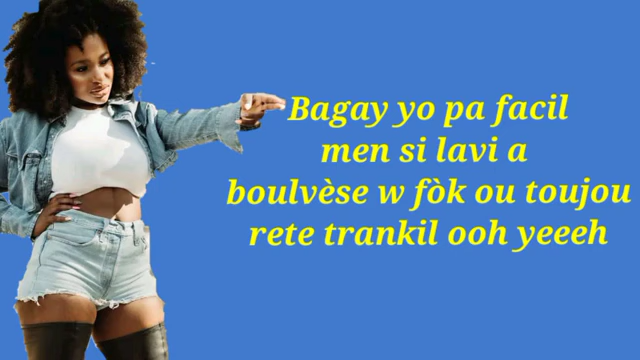 Bagay yo pa facil
men si lavi a
boulvèse w fòk ou toujou
rete trankil ooh yeeeh